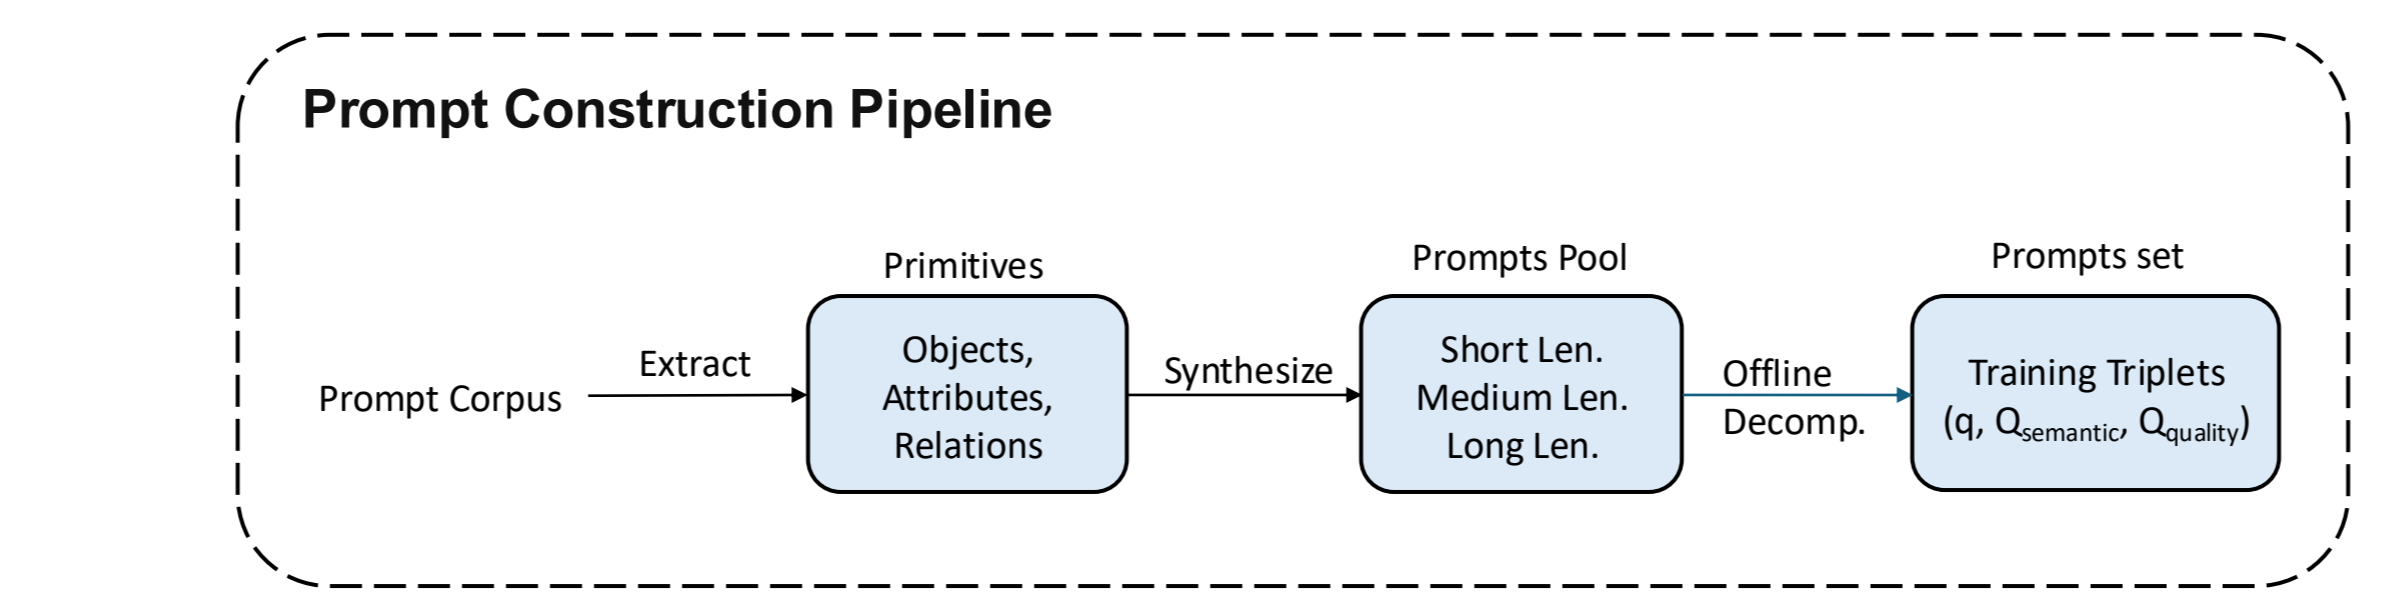 Prompt Construction Pipeline
Prompt Corpus
Extract
Primitives
Objects,
Attributes,
Relations
Synthesize
Prompts Pool
Short Len.
Medium Len.
Long Len.
Offline
Decomp.
Prompts set
Training Triplets
(q, Qsemantic, Qquality)